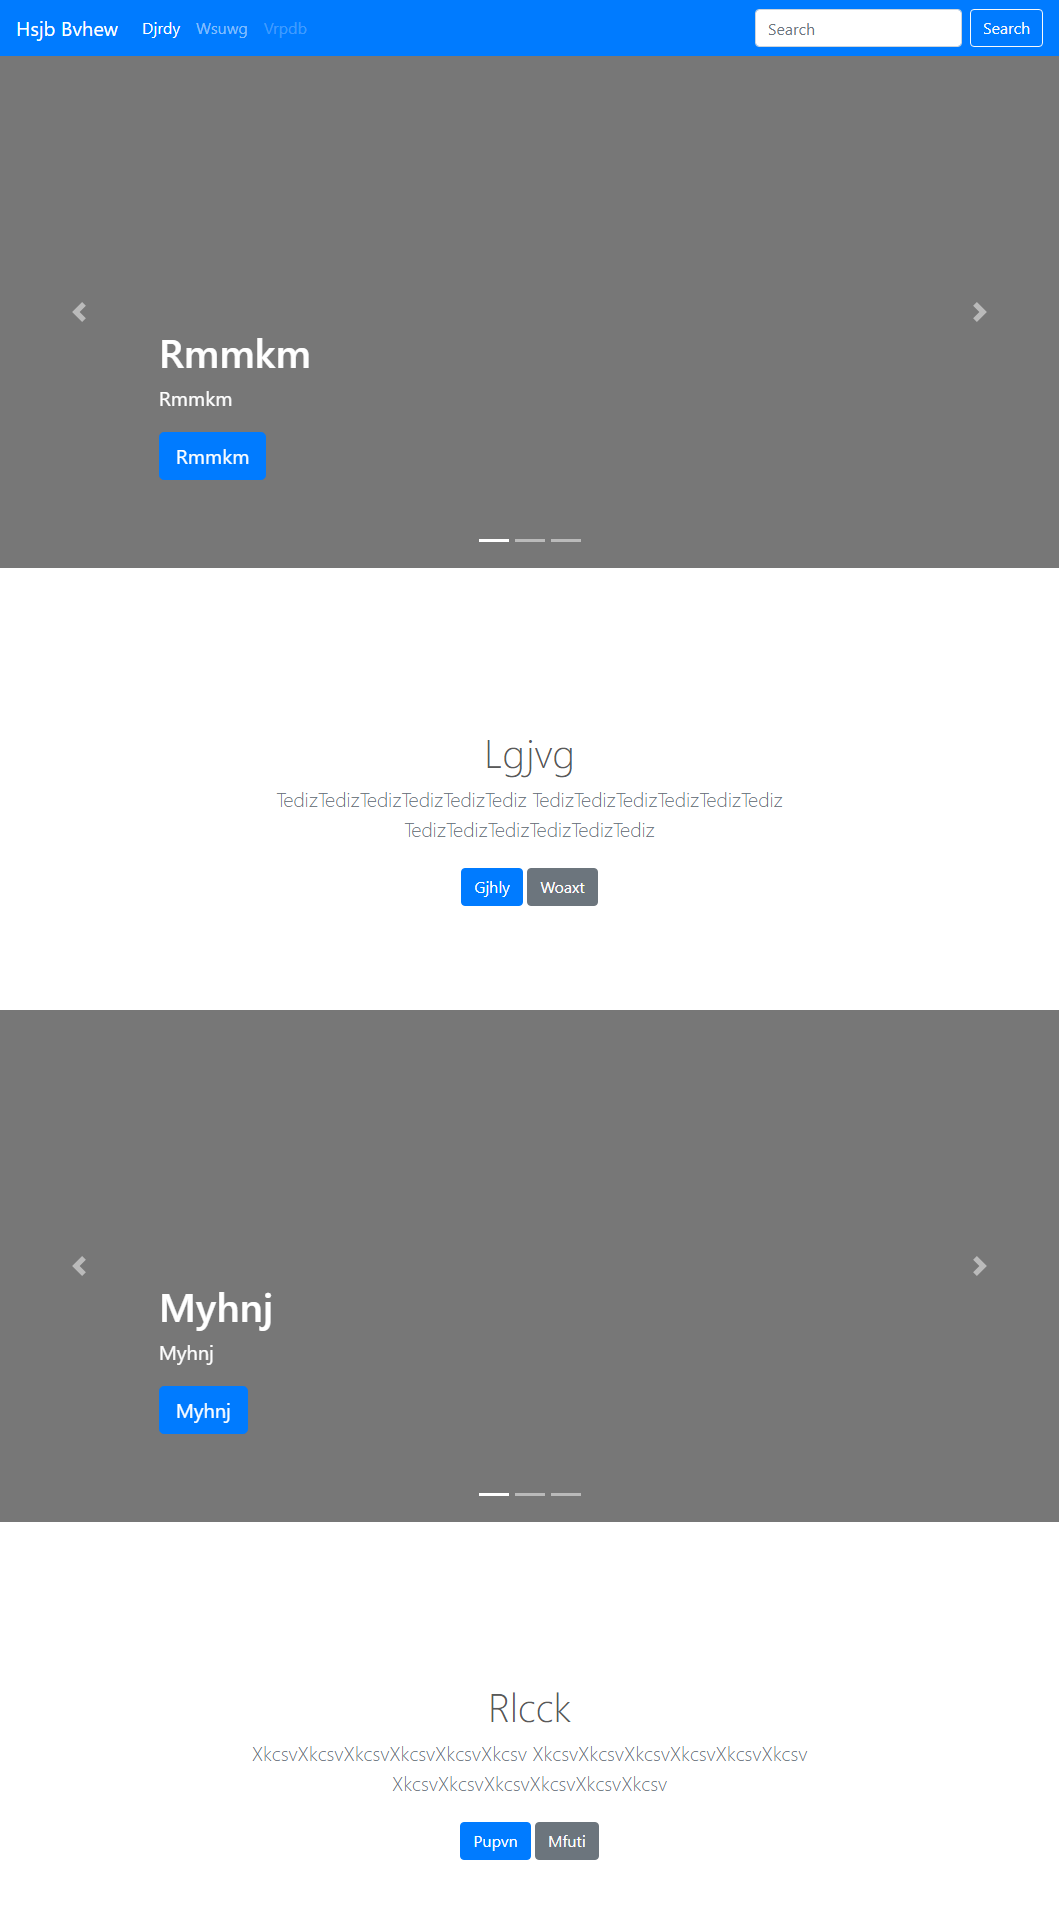 Hsjb Bvhew Djrdy Wsuwg Vrpdb Search Search
Rmmkm
Rmmkm
Rmmkm
Lgjvg
TedizTedizTedizTedizTedizTediz TedizTedizTedizTedizTedizTediz
TedizTedizTedizTedizTedizTediz
Gjhly Woaxt
Myhnj
Myhnj
Myhnj
Rlcck
XkcsvXkcsvXkcsvXkcsvXkcsvXkcsv XkcsvXkcsvXkcsvXkcsvXkcsvXkcsv
XkcsvXkcsvXkcsvXkcsvXkcsvXkcsv
Pupvn Mfuti